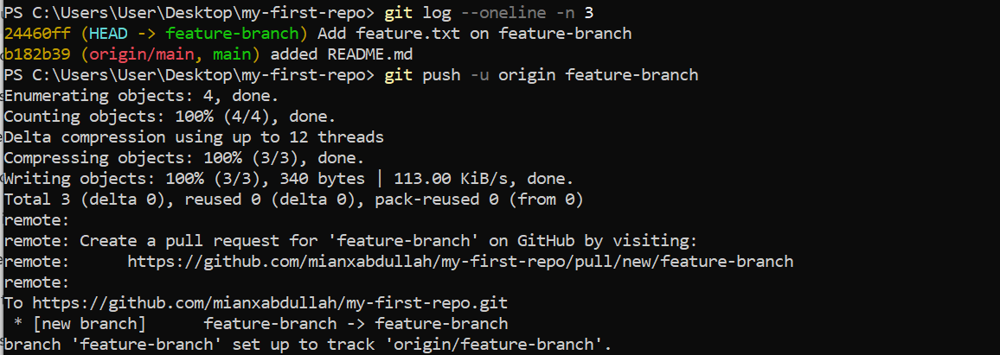 PS C:\Users\User\Desktop\my-first-repo> git log --oneline -n 3
24460ff (HEAD -> feature-branch) Add feature.txt on feature-branch
b182b39 (origin/main, main) added README.md
PS C:\Users\User\Desktop\my-first-repo> git push -u origin feature-branch
Enumerating objects: 4, done.
Counting objects: 100% (4/4), done.
Delta compression using up to 12 threads
Compressing objects: 100% (3/3), done.
Writing objects: 100% (3/3), 340 bytes | 113.00 KiB/s, done.
Total 3 (delta 0), reused 0 (delta 0), pack-reused 0 (from 0)
remote:
remote: Create a pull request for 'feature-branch' on GitHub by visiting:
remote:      https://github.com/mianxabdullah/my-first-repo/pull/new/feature-branch
remote:
To https://github.com/mianxabdullah/my-first-repo.git
 * [new branch]      feature-branch -> feature-branch
branch 'feature-branch' set up to track 'origin/feature-branch'.